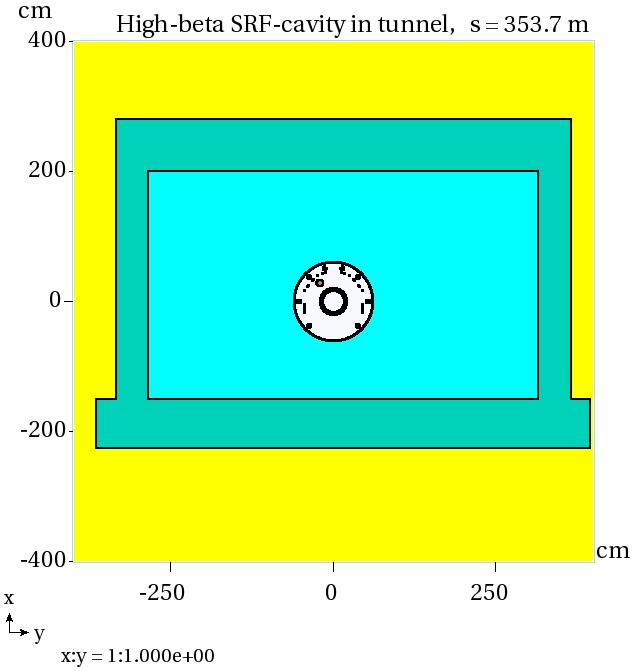 cm
High-beta SRF-cavity in tunnel, s = 353.7 m
400
200
0
-200
-400
cm
-250 0 250
x
y
x:y = 1:1.000e+00